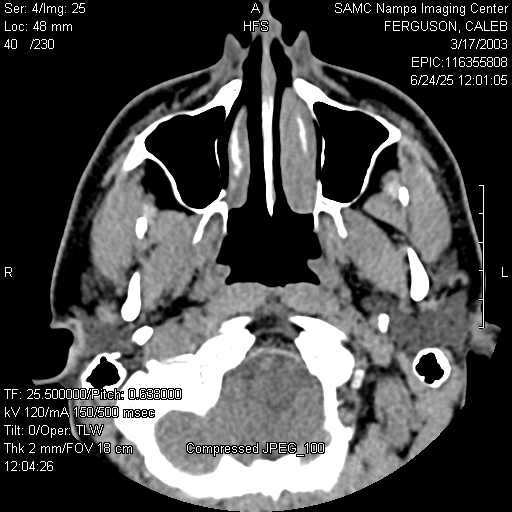 Ser: 4/Img: 25
Loc: 48 mm
40 /230
A
HFS
SAMC Nampa Imaging Center
FERGUSON, CALEB
3/17/2003
EPIC:116355808
6/24/25 12:01:05
R
L
TF: 25.500000/Pitch: 0.698000
kV 120/mA 150/500 msec
Tilt: 0/Oper: TLW
Thk 2 mm/FOV 18 cm
12:04:26
Compressed JPEG_100